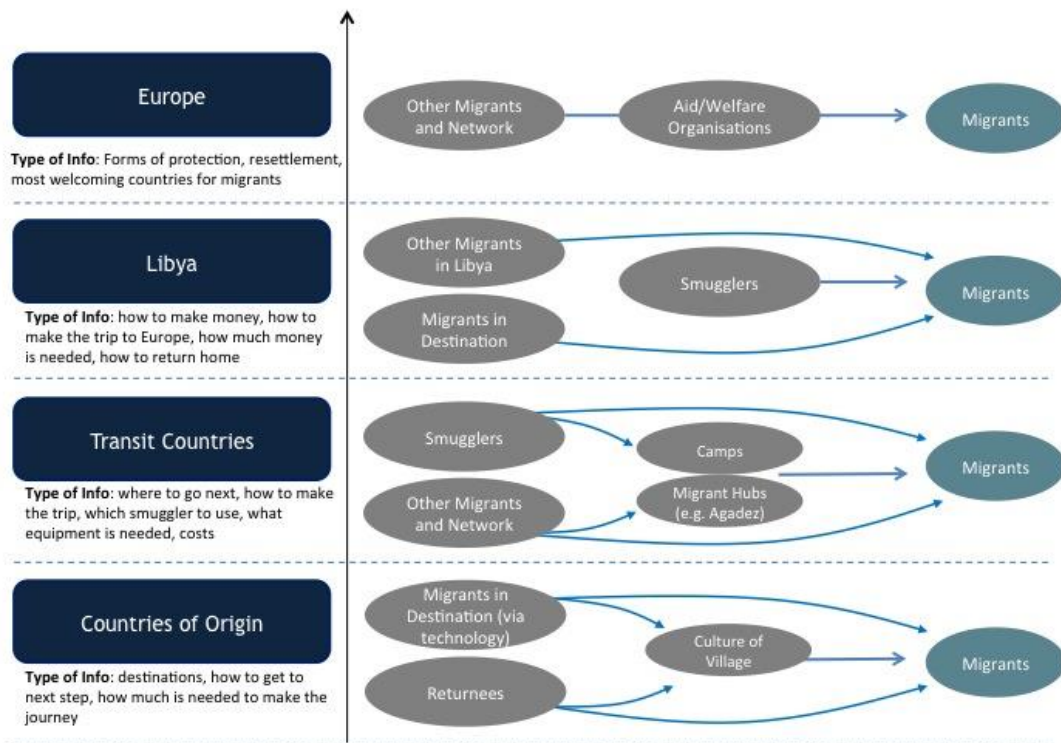 Europe
Type of Info: Forms of protection, resettlement,
most welcoming countries for migrants
Other Migrants
and Network
Aid/Welfare
Organisations
Migrants
Libya
Type of Info: how to make money, how to
make the trip to Europe, how much money
is needed, how to return home
Other Migrants
in Libya
Migrants in
Destination
Smugglers
Migrants
Transit Countries
Type of Info: where to go next, how to make
the trip, which smuggler to use, what
equipment is needed, costs
Smugglers
Other Migrants
and Network
Camps
Migrant Hubs
(e.g. Agadez)
Migrants
Countries of Origin
Type of Info: destinations, how to get to
next step, how much is needed to make the
journey
Migrants in
Destination (via
technology)
Returnees
Culture of
Village
Migrants